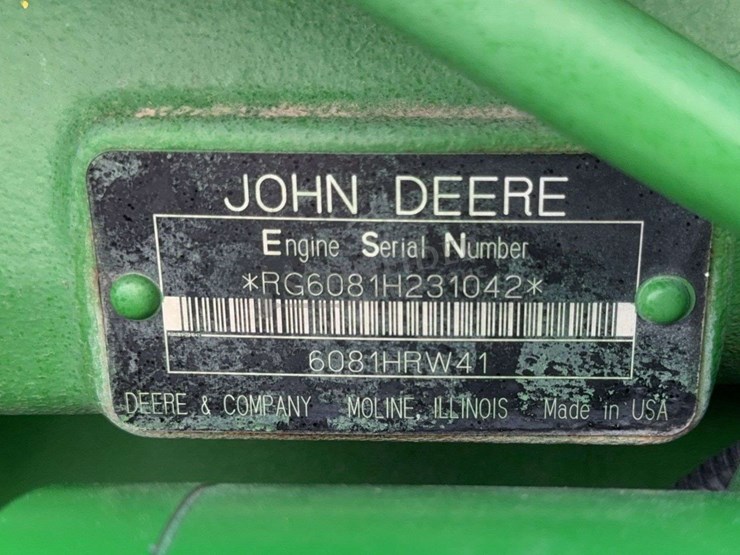 JOHN DEERE
Engine Serial Number
*RG6081H231042*
6081HRW41
DEERE & COMPANY MOLINE, ILLINOIS Made in USA